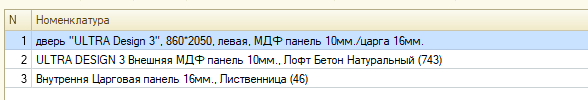 N Номенклатура
1 дверь "ULTRA Design 3", 860*2050, левая, МДФ панель 10мм./царга 16мм.
2 ULTRA DESIGN 3 Внешняя МДФ панель 10мм., Лофт Бетон Натуральный (743)
3 Внутрення Царговая панель 16мм., Лиственница (46)